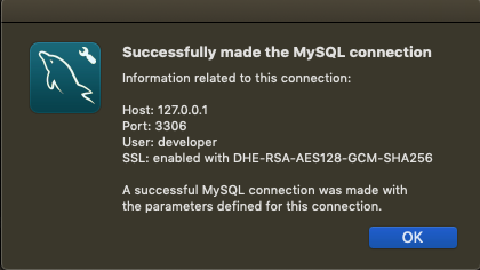 Successfully made the MySQL connection
Information related to this connection:
Host: 127.0.0.1
Port: 3306
User: developer
SSL: enabled with DHE-RSA-AES128-GCM-SHA256
A successful MySQL connection was made with
the parameters defined for this connection.
OK